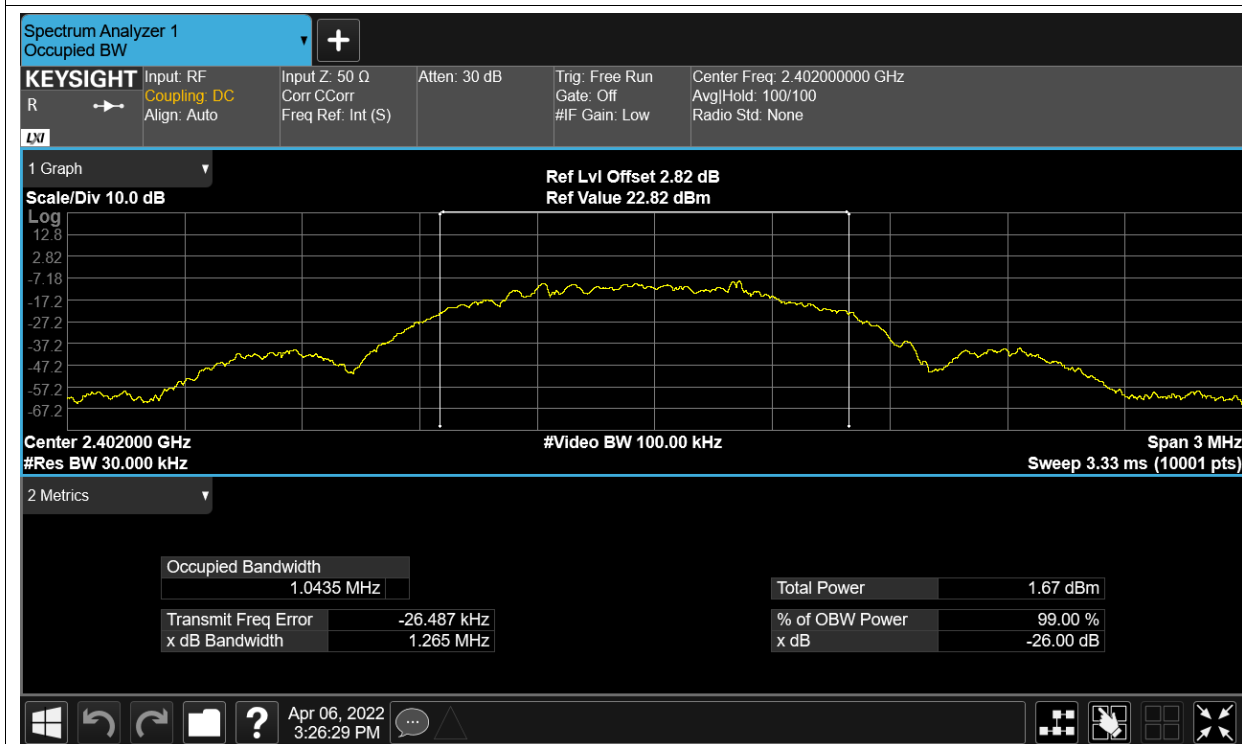 Spectrum Analyzer 1
Occupied BW
KEYSIGHT
R
LXI
Input: RF
Coupling: DC
Align: Auto
Input Z: 50 Ω
Corr CCorr
Freq Ref: Int (S)
Atten: 30 dB
Trig: Free Run
Gate: Off
#IF Gain: Low
Center Freq: 2.402000000 GHz
Avg|Hold: 100/100
Radio Std: None
1 Graph
Scale/Div 10.0 dB
Ref Lvl Offset 2.82 dB
Ref Value 22.82 dBm
Log
12.8
2.82
-7.18
-17.2
-27.2
-37.2
-47.2
-57.2
-67.2
Center 2.402000 GHz
#Video BW 100.00 kHz
Span 3 MHz
#Res BW 30.000 kHz
Sweep 3.33 ms (10001 pts)
2 Metrics
Occupied Bandwidth
1.0435 MHz
Total Power 1.67 dBm
Transmit Freq Error -26.487 kHz
% of OBW Power 99.00 %
x dB Bandwidth 1.265 MHz
x dB -26.00 dB
?
Apr 06, 2022
3:26:29 PM